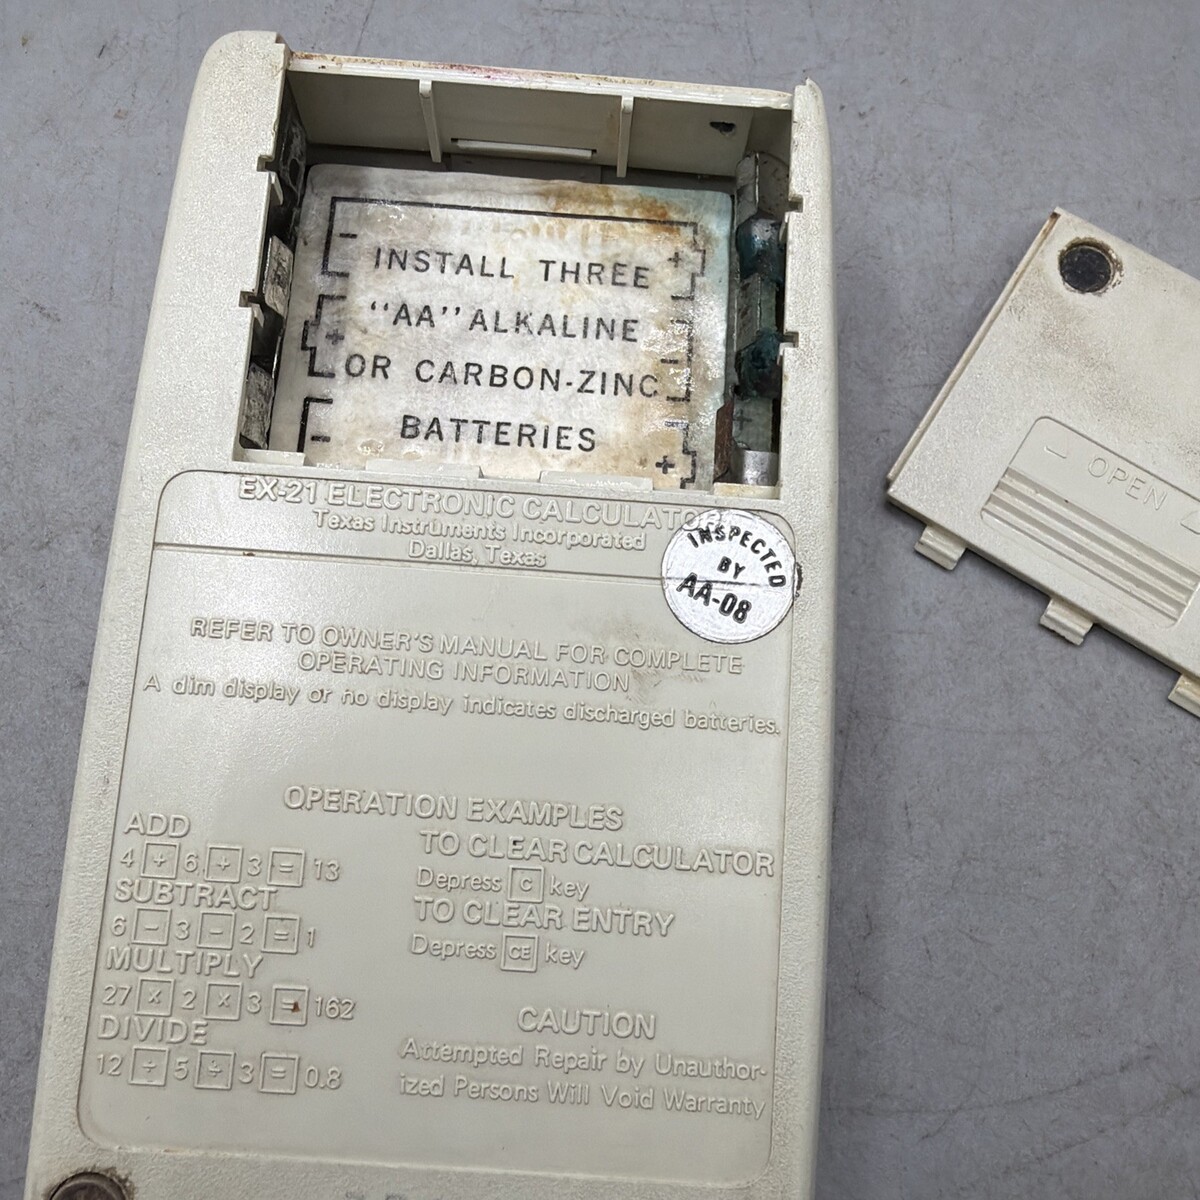 INSTALL THREE
"AA" ALKALINE
OR CARBON-ZINC
BATTERIES
EX-21 ELECTRONIC CALCULATOR
Texas Instruments Incorporated
Dallas, Texas
INSPECTED
BY
AA-08
OPEN
REFER TO OWNER'S MANUAL FOR COMPLETE
OPERATING INFORMATION
A dim display or no display indicates discharged batteries.
OPERATION EXAMPLES
ADD
4 + 6 + 3 = 13
SUBTRACT
6 − 3 − 2 = 1
MULTIPLY
27 × 2 × 3 = 162
DIVIDE
12 ÷ 5 ÷ 3 = 0.8
TO CLEAR CALCULATOR
Depress C key
TO CLEAR ENTRY
Depress CE key
CAUTION
Attempted Repair by Unauthor-
ized Persons Will Void Warranty